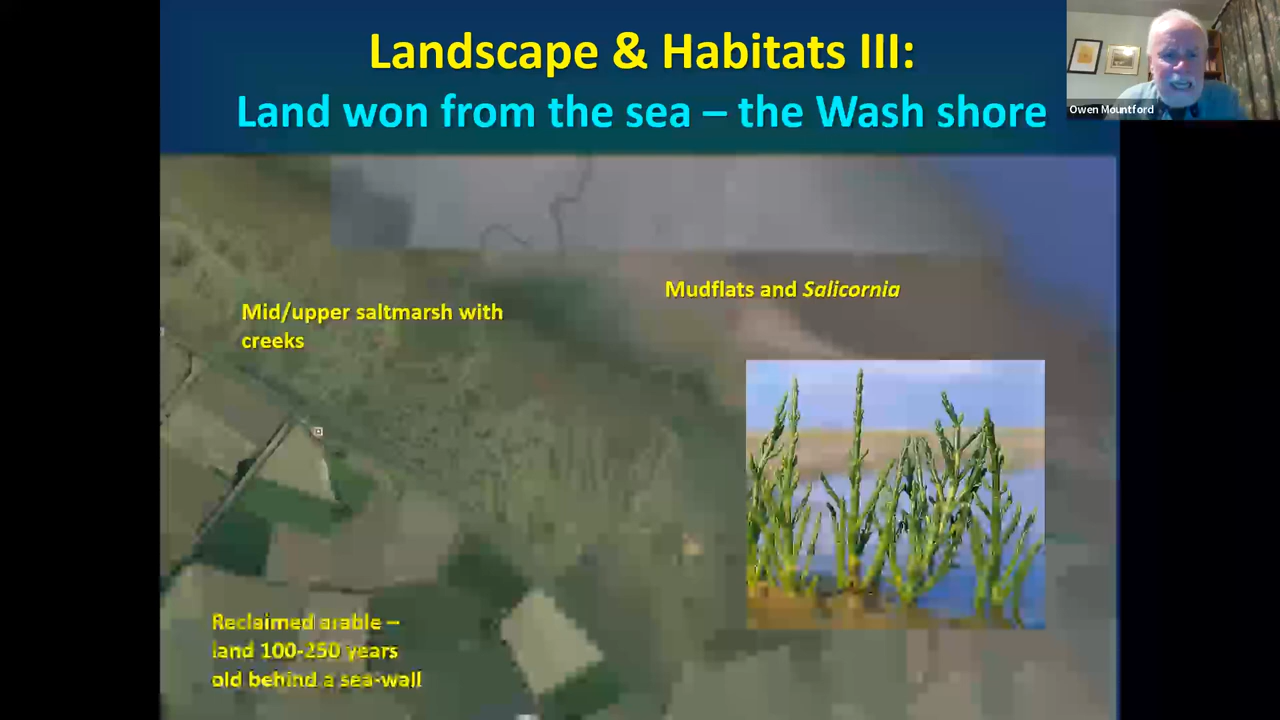 Landscape & Habitats III:
Land won from the sea – the Wash shore
Owen Mountford
Mudflats and Salicornia
Mid/upper saltmarsh with
creeks
Reclaimed arable –
land 100-250 years
old behind a sea-wall